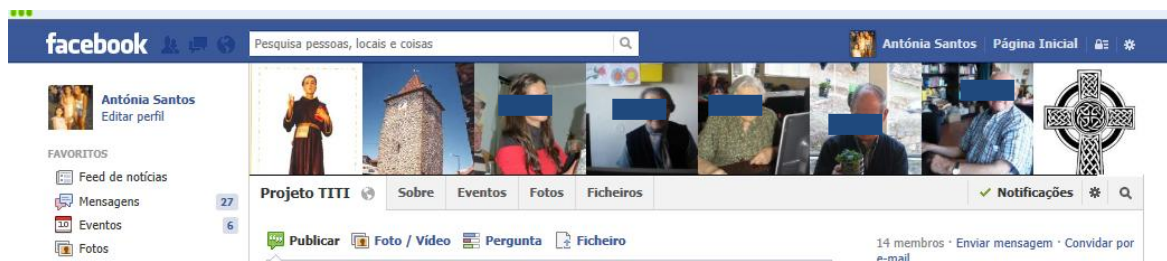 facebook
Pesquisa pessoas, locais e coisas
Antónia Santos Página Inicial
Antónia Santos
Editar perfil
FAVORITOS
Feed de notícias
Mensagens 27
10 Eventos 6
Fotos
Projeto TITI Sobre Eventos Fotos Ficheiros Notificações
Publicar Foto / Vídeo Pergunta Ficheiro
14 membros · Enviar mensagem · Convidar por
e-mail